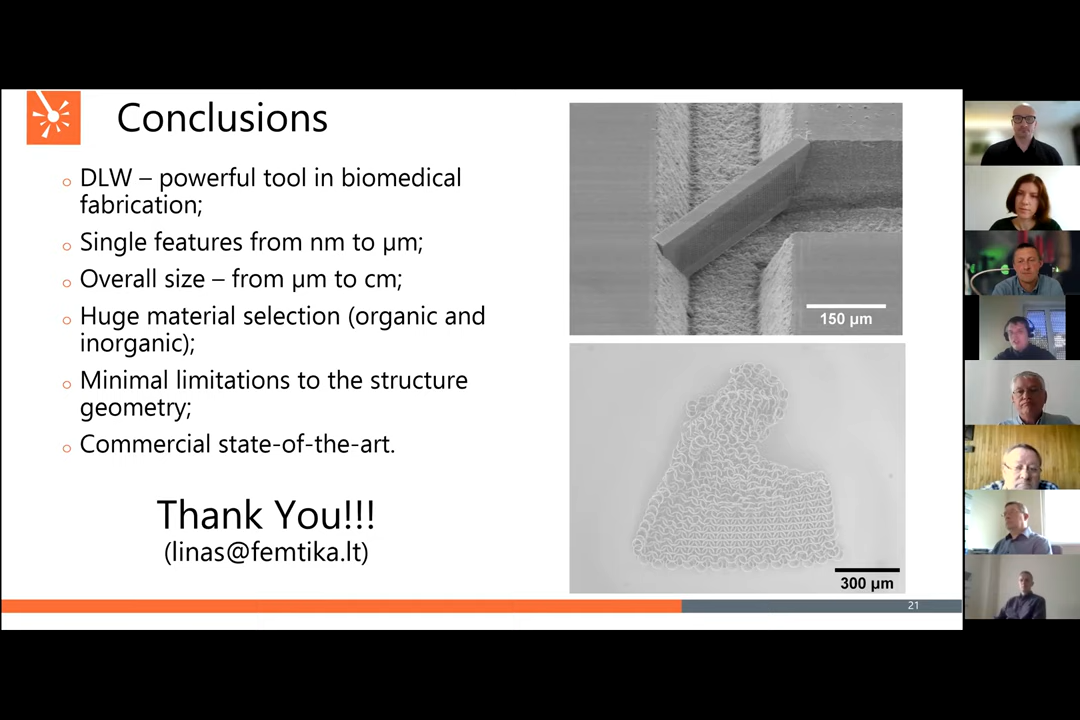 Conclusions
DLW – powerful tool in biomedical
fabrication;
Single features from nm to µm;
Overall size – from µm to cm;
Huge material selection (organic and
inorganic);
Minimal limitations to the structure
geometry;
Commercial state-of-the-art.
Thank You!!!
(linas@femtika.lt)
150 µm
300 µm
21